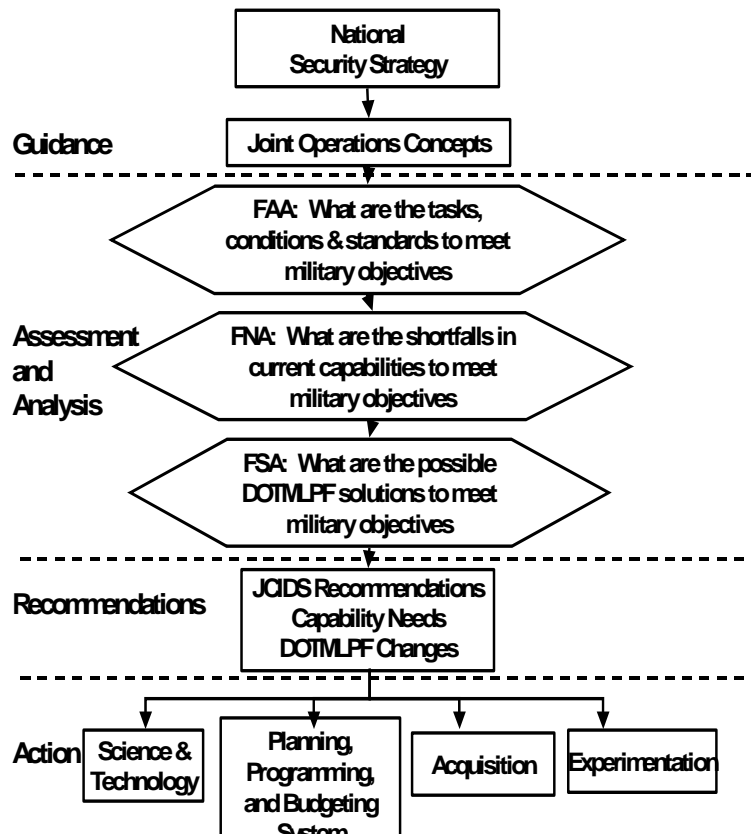 National
Security Strategy
Guidance
Joint Operations Concepts
FAA: What are the tasks,
conditions & standards to meet
military objectives
Assessment
and
Analysis
FNA: What are the shortfalls in
current capabilities to meet
military objectives
FSA: What are the possible
DOTMLPF solutions to meet
military objectives
Recommendations
JCIDS Recommendations
Capability Needs
DOTMLPF Changes
Action
Science &
Technology
Planning,
Programming,
and Budgeting
System
Acquisition
Experimentation